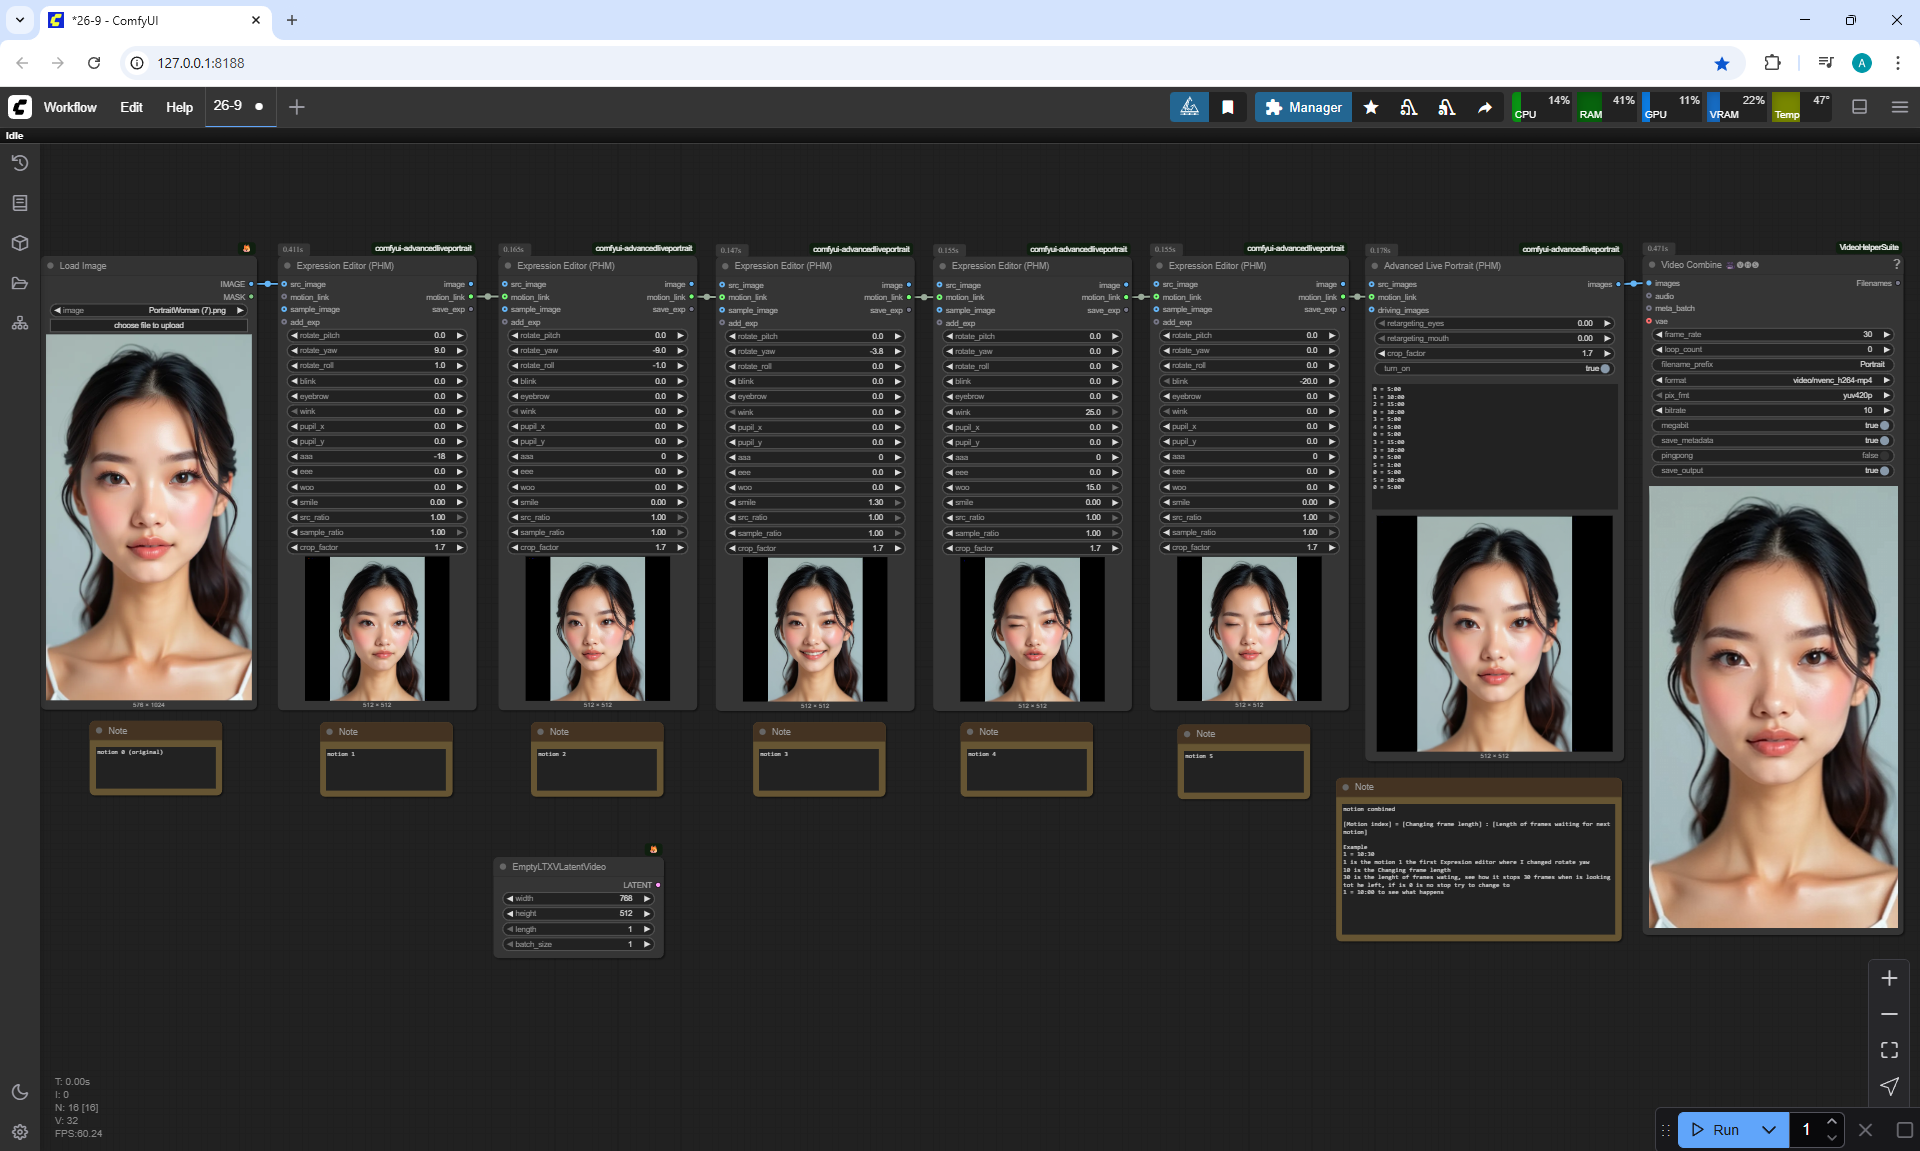 *26-9 - ComfyUI
127.0.0.1:8188
A
Workflow Edit Help 26-9
Manager
CPU 14% RAM 41% GPU 11% VRAM 22% Temp 47°
Idle
Load Image
IMAGE
MASK
image PortraitWoman (7).png
choose file to upload
576 × 1024
0.411s comfyui-advancedliveportrait
Expression Editor (PHM)
src_image image
motion_link motion_link
sample_image save_exp
add_exp
rotate_pitch 0.0
rotate_yaw 9.0
rotate_roll 1.0
blink 0.0
eyebrow 0.0
wink 0.0
pupil_x 0.0
pupil_y 0.0
aaa -18
eee 0.0
woo 0.0
smile 0.00
src_ratio 1.00
sample_ratio 1.00
crop_factor 1.7
512 × 512
0.165s comfyui-advancedliveportrait
Expression Editor (PHM)
src_image image
motion_link motion_link
sample_image save_exp
add_exp
rotate_pitch 0.0
rotate_yaw -9.0
rotate_roll -1.0
blink 0.0
eyebrow 0.0
wink 0.0
pupil_x 0.0
pupil_y 0.0
aaa 0
eee 0.0
woo 0.0
smile 0.00
src_ratio 1.00
sample_ratio 1.00
crop_factor 1.7
512 × 512
0.147s comfyui-advancedliveportrait
Expression Editor (PHM)
src_image image
motion_link motion_link
sample_image save_exp
add_exp
rotate_pitch 0.0
rotate_yaw -3.8
rotate_roll 0.0
blink 0.0
eyebrow 0.0
wink 0.0
pupil_x 0.0
pupil_y 0.0
aaa 0
eee 0.0
woo 0.0
smile 1.30
src_ratio 1.00
sample_ratio 1.00
crop_factor 1.7
512 × 512
0.155s comfyui-advancedliveportrait
Expression Editor (PHM)
src_image image
motion_link motion_link
sample_image save_exp
add_exp
rotate_pitch 0.0
rotate_yaw 0.0
rotate_roll 0.0
blink 0.0
eyebrow 0.0
wink 25.0
pupil_x 0.0
pupil_y 0.0
aaa 0
eee 0.0
woo 15.0
smile 0.00
src_ratio 1.00
sample_ratio 1.00
crop_factor 1.7
512 × 512
0.155s comfyui-advancedliveportrait
Expression Editor (PHM)
src_image image
motion_link motion_link
sample_image save_exp
add_exp
rotate_pitch 0.0
rotate_yaw 0.0
rotate_roll 0.0
blink -20.0
eyebrow 0.0
wink 0.0
pupil_x 0.0
pupil_y 0.0
aaa 0
eee 0.0
woo 0.0
smile 0.00
src_ratio 1.00
sample_ratio 1.00
crop_factor 1.7
512 × 512
0.178s comfyui-advancedliveportrait
Advanced Live Portrait (PHM)
src_images images
motion_link
driving_images
retargeting_eyes 0.00
retargeting_mouth 0.00
crop_factor 1.7
turn_on true
0 = 5:00
1 = 10:00
2 = 15:00
0 = 10:00
3 = 5:00
4 = 5:00
0 = 5:00
3 = 15:00
3 = 10:00
0 = 5:00
5 = 1:00
0 = 5:00
5 = 10:00
0 = 5:00
512 × 512
0.471s VideoHelperSuite
Video Combine
?
images Filenames
audio
meta_batch
vae
frame_rate 30
loop_count 0
filename_prefix Portrait
format video/nvenc_h264-mp4
pix_fmt yuv420p
bitrate 10
megabit true
save_metadata true
pingpong false
save_output true
Note
motion 0 (original)
Note
motion 1
Note
motion 2
Note
motion 3
Note
motion 4
Note
motion 5
Note
motion combined
[Motion index] = [Changing frame length] : [Length of frames waiting for next
motion]
Example
1 = 10:30
1 is the motion 1 the first Expresion editor where I changed rotate yaw
10 is the Changing frame length
30 is the lenght of frames wating, see how it stops 30 frames when is looking
tot he left, if is 0 is no stop try to change to
1 = 10:00 to see what happens
EmptyLTXVLatentVideo
LATENT
width 768
height 512
length 1
batch_size 1
T: 0.00s
I: 0
N: 16 [16]
V: 32
FPS:60.24
Run 1